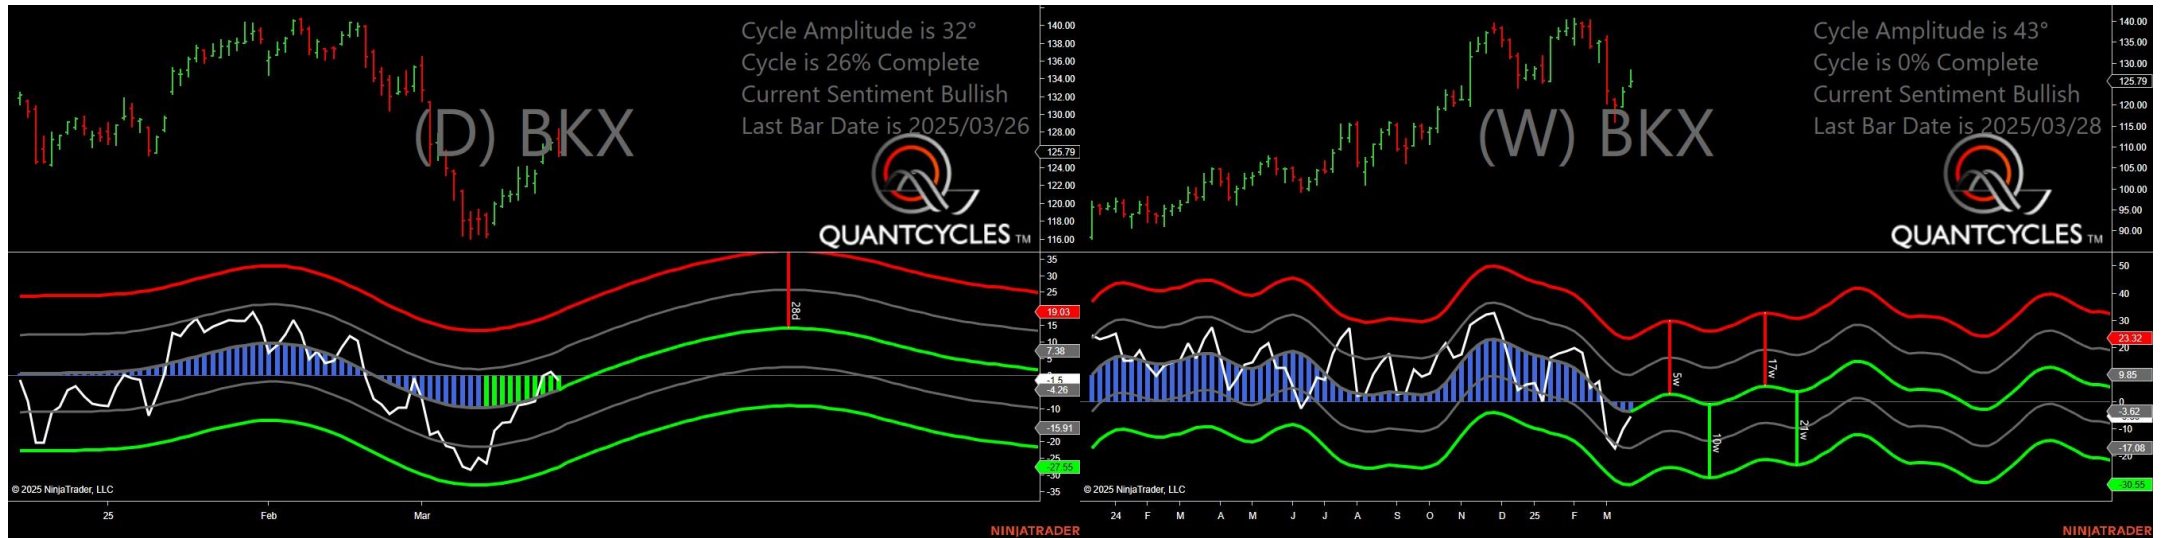 Cycle Amplitude is 32°
Cycle is 26% Complete
Current Sentiment Bullish
Last Bar Date is 2025/03/26
(D) BKX
QUANTCYCLES TM
140.00
138.00
136.00
134.00
132.00
130.00
128.00
125.79
124.00
122.00
120.00
118.00
116.00
35
30
25
19.03
15
10
5
7.38
-1.5
-4.26
-10
-15.91
-20
-25
-27.55
-30
-35
28d
© 2025 NinjaTrader, LLC
25 Feb Mar
NINJATRADER
Cycle Amplitude is 43°
Cycle is 0% Complete
Current Sentiment Bullish
Last Bar Date is 2025/03/28
(W) BKX
QUANTCYCLES TM
140.00
135.00
130.00
125.79
120.00
115.00
110.00
105.00
100.00
95.00
90.00
50
40
30
23.32
20
9.85
0
-3.62
-10
-17.08
-20
-30.55
5w
17w
10w
21w
© 2025 NinjaTrader, LLC
24 F M A M J J A S O N D 25 F M
NINJATRADER